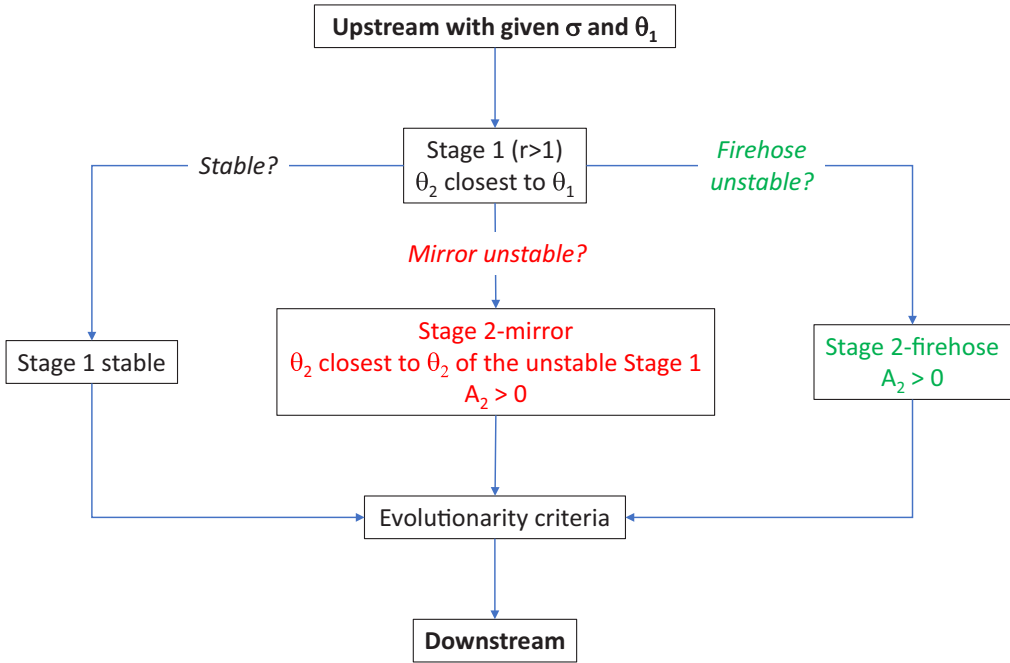 Upstream with given σ and θ₁
Stage 1 (r>1)
θ₂ closest to θ₁
Stable?
Firehose
unstable?
Mirror unstable?
Stage 1 stable
Stage 2-mirror
θ₂ closest to θ₂ of the unstable Stage 1
A₂ > 0
Stage 2-firehose
A₂ > 0
Evolutionarity criteria
Downstream